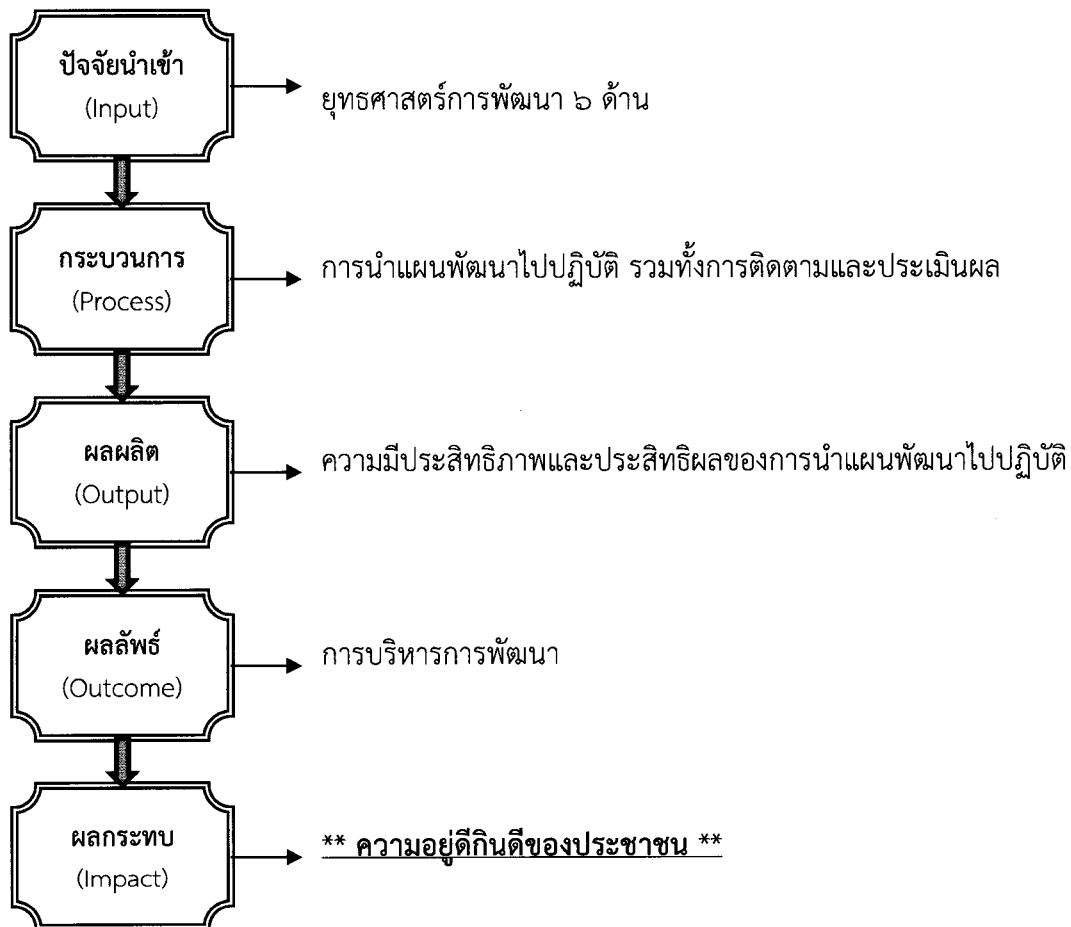 ปัจจัยนำเข้า
(Input)
ยุทธศาสตร์การพัฒนา ๖ ด้าน
กระบวนการ
(Process)
การนำแผนพัฒนาไปปฏิบัติ รวมทั้งการติดตามและประเมินผล
ผลผลิต
(Output)
ความมีประสิทธิภาพและประสิทธิผลของการนำแผนพัฒนาไปปฏิบัติ
ผลลัพธ์
(Outcome)
การบริหารการพัฒนา
ผลกระทบ
(Impact)
** ความอยู่ดีกินดีของประชาชน **